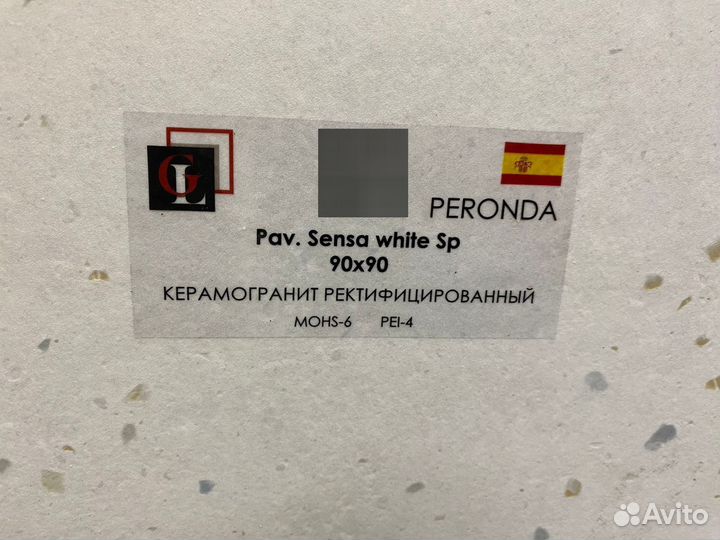 GL
PERONDA
Pav. Sensa white Sp
90x90
КЕРАМОГРАНИТ РЕКТИФИЦИРОВАННЫЙ
MOHS-6 PEI-4
Avito